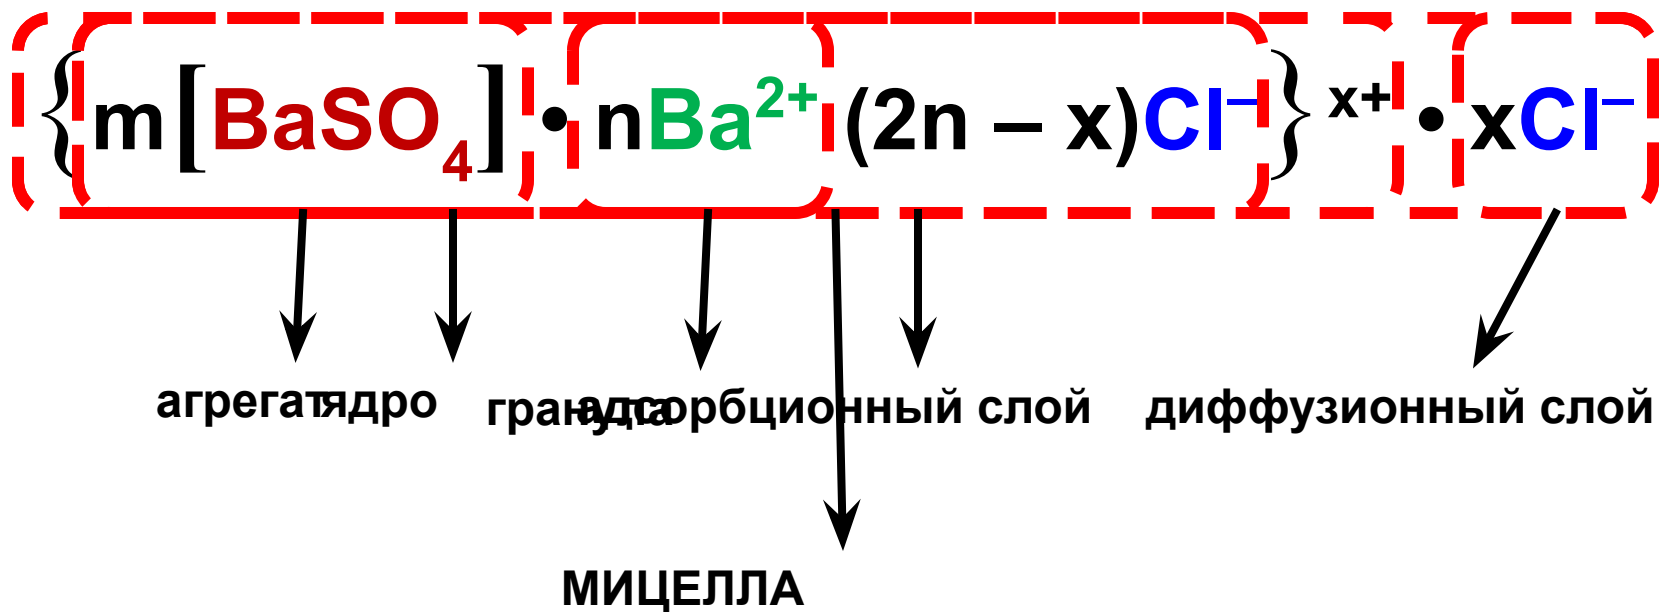 {m[BaSO₄] • nBa²⁺ (2n – x)Cl⁻}ˣ⁺ • xCl⁻
агрегат ядро гранула адсорбционный слой диффузионный слой
МИЦЕЛЛА